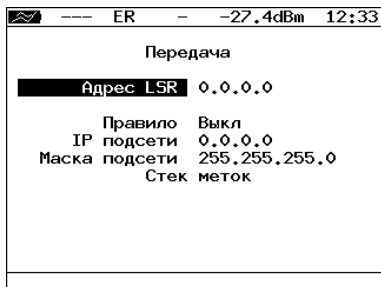 --- ER - -27.4dBm 12:33
Передача
Адрес LSR 0.0.0.0
Правило Выкл
IP подсети 0.0.0.0
Маска подсети 255.255.255.0
Стек меток